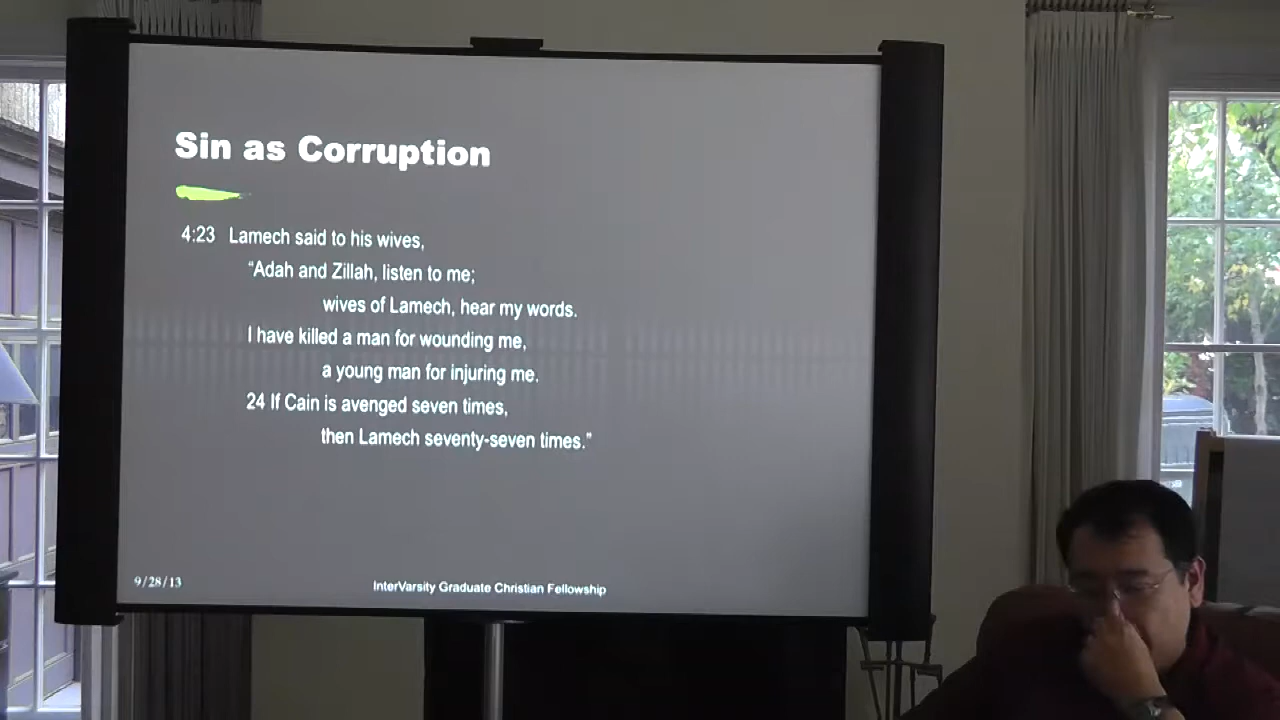 Sin as Corruption
4:23 Lamech said to his wives,
"Adah and Zillah, listen to me;
wives of Lamech, hear my words.
I have killed a man for wounding me,
a young man for injuring me.
24 If Cain is avenged seven times,
then Lamech seventy-seven times."
9/28/13
InterVarsity Graduate Christian Fellowship